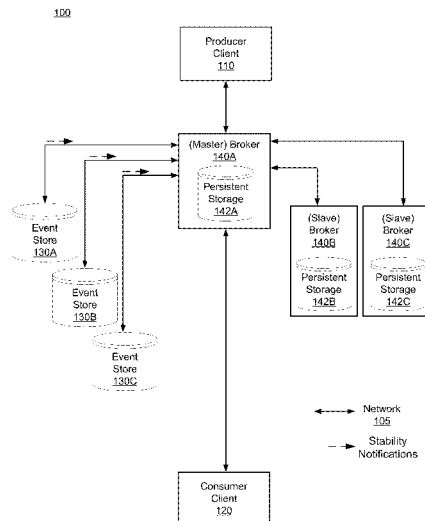 100
Producer
Client
110
(Master) Broker
140A
Persistent
Storage
142A
Event
Store
130A
Event
Store
130B
Event
Store
130C
(Slave)
Broker
140B
Persistent
Storage
142B
(Slave)
Broker
140C
Persistent
Storage
142C
Network
105
Stability
Notifications
Consumer
Client
120